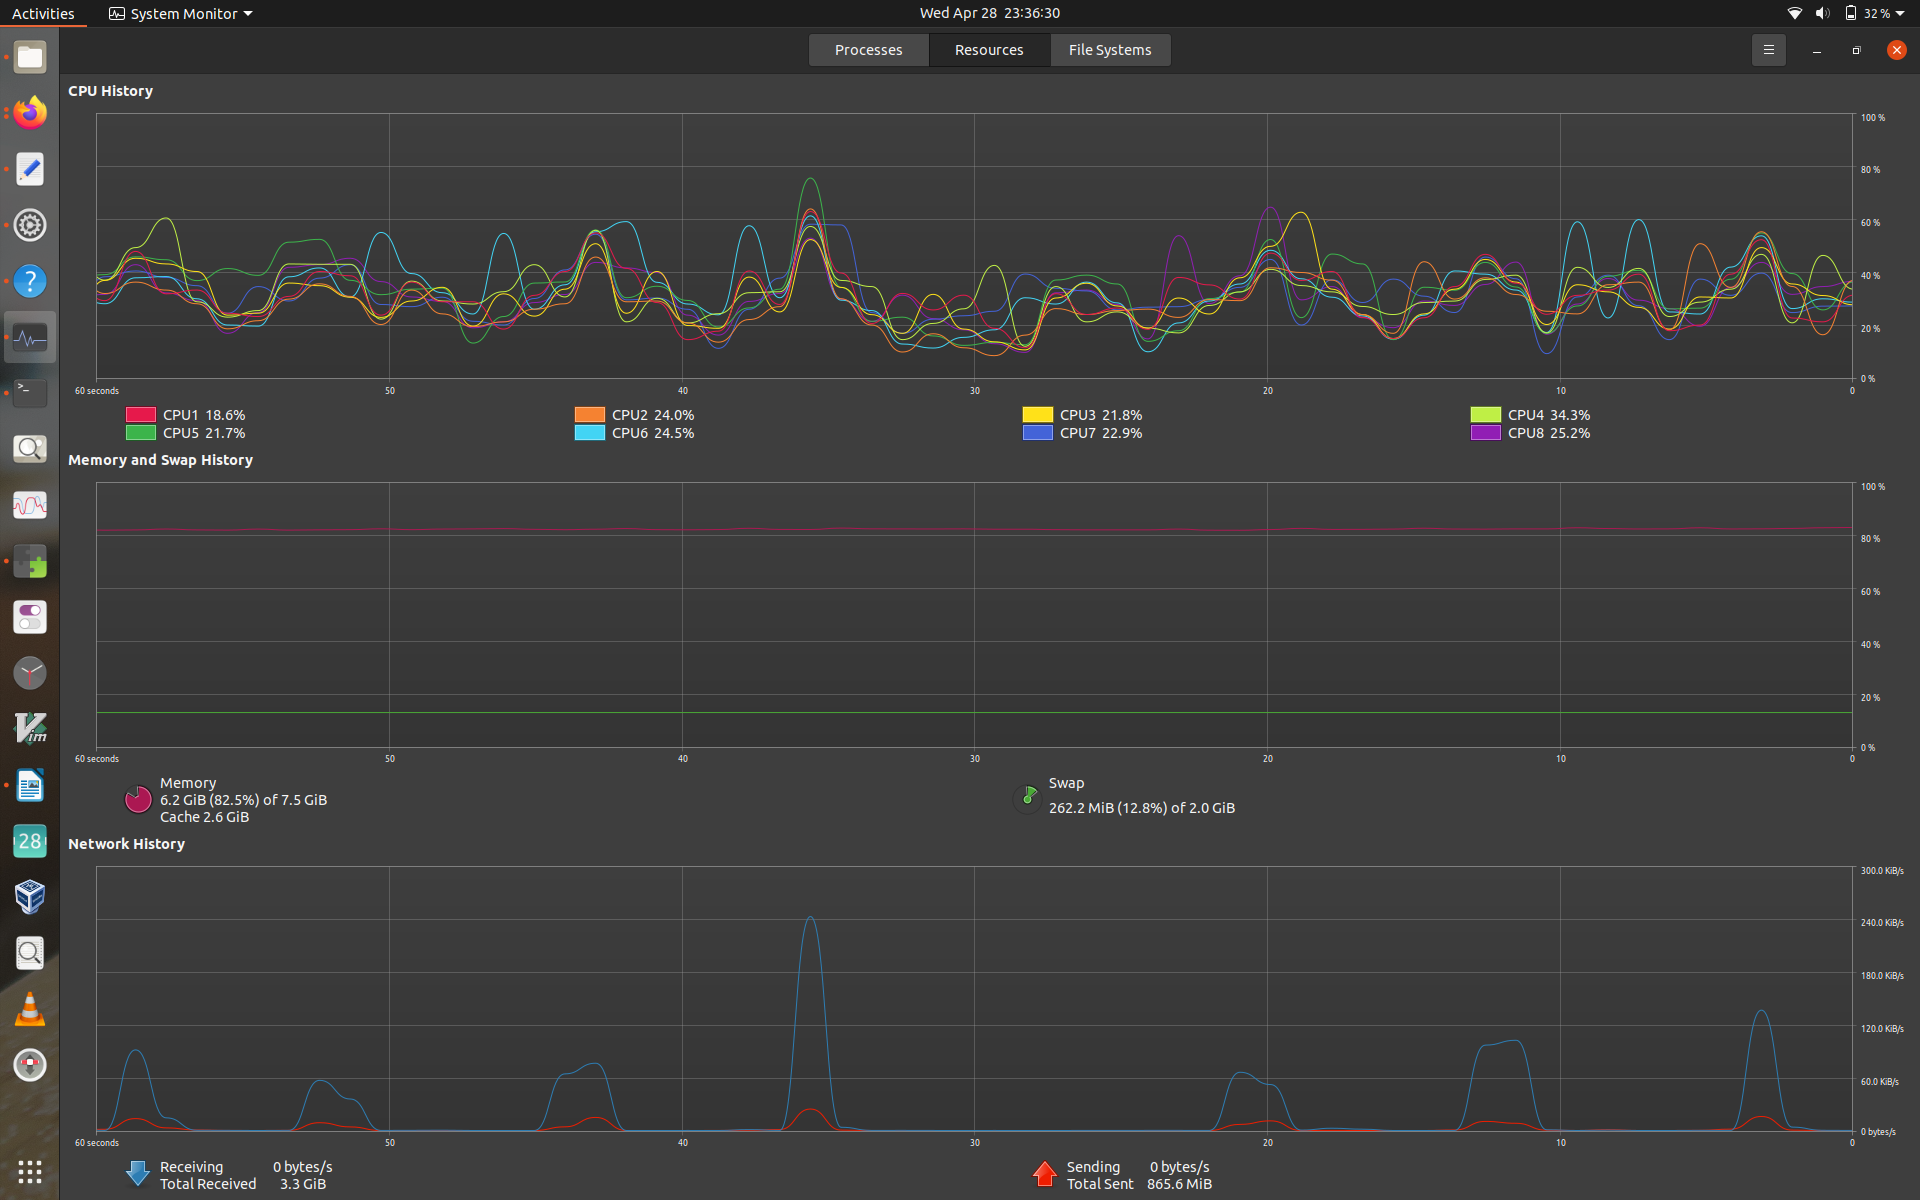 Activities System Monitor Wed Apr 28 23:36:30 32 %
Processes Resources File Systems
CPU History
100 %
80 %
60 %
40 %
20 %
0 %
60 seconds 50 40 30 20 10 0
CPU1 18.6% CPU2 24.0% CPU3 21.8% CPU4 34.3%
CPU5 21.7% CPU6 24.5% CPU7 22.9% CPU8 25.2%
Memory and Swap History
100 %
80 %
60 %
40 %
20 %
0 %
60 seconds 50 40 30 20 10 0
Memory
6.2 GiB (82.5%) of 7.5 GiB
Cache 2.6 GiB
Swap
262.2 MiB (12.8%) of 2.0 GiB
Network History
300.0 KiB/s
240.0 KiB/s
180.0 KiB/s
120.0 KiB/s
60.0 KiB/s
0 bytes/s
60 seconds 50 40 30 20 10 0
Receiving 0 bytes/s
Total Received 3.3 GiB
Sending 0 bytes/s
Total Sent 865.6 MiB
?
>_
Vim
28